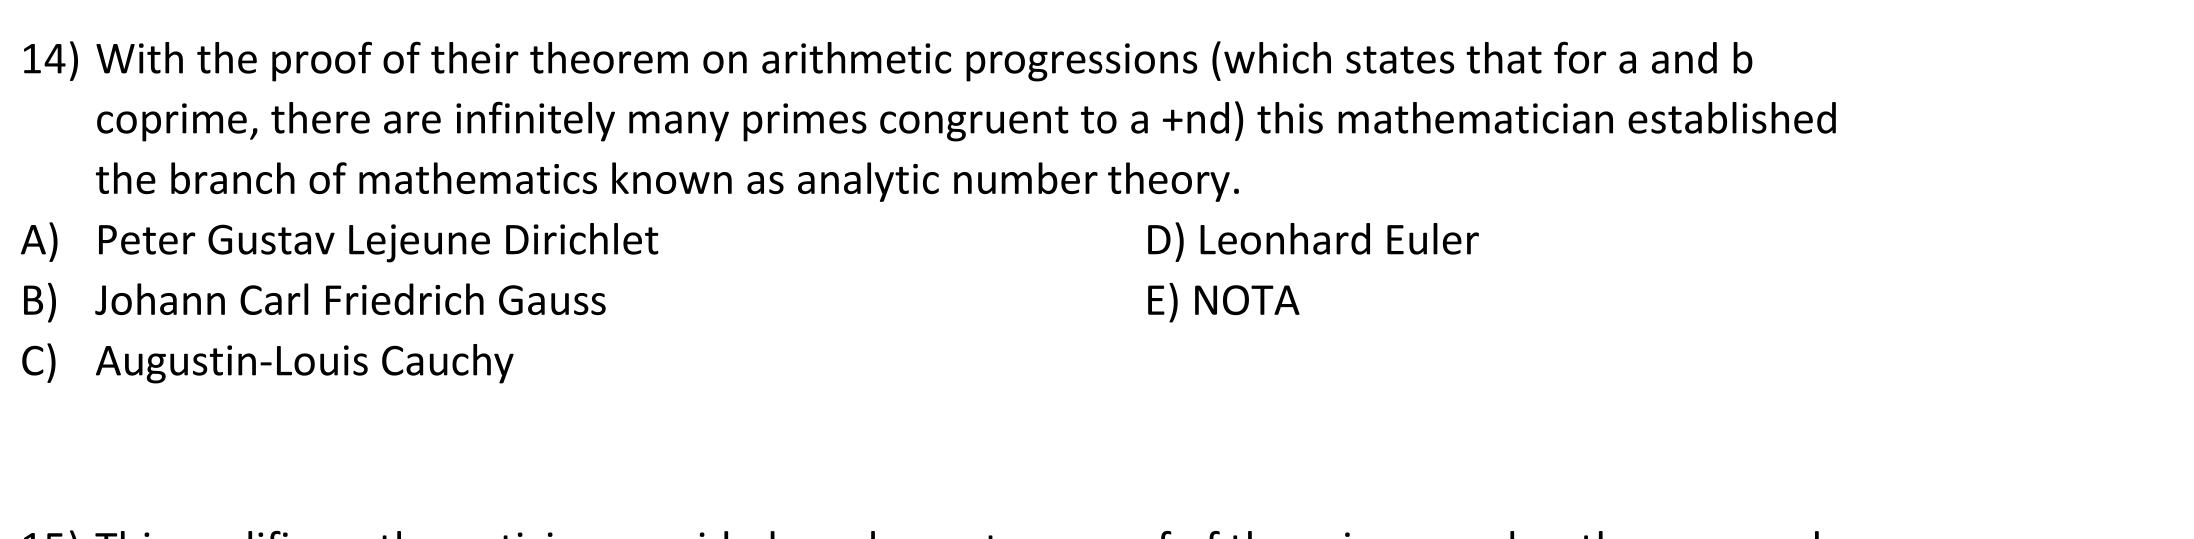 14) With the proof of their theorem on arithmetic progressions (which states that for a and b
coprime, there are infinitely many primes congruent to a +nd) this mathematician established
the branch of mathematics known as analytic number theory.
A) Peter Gustav Lejeune Dirichlet
B) Johann Carl Friedrich Gauss
C) Augustin-Louis Cauchy
D) Leonhard Euler
E) NOTA